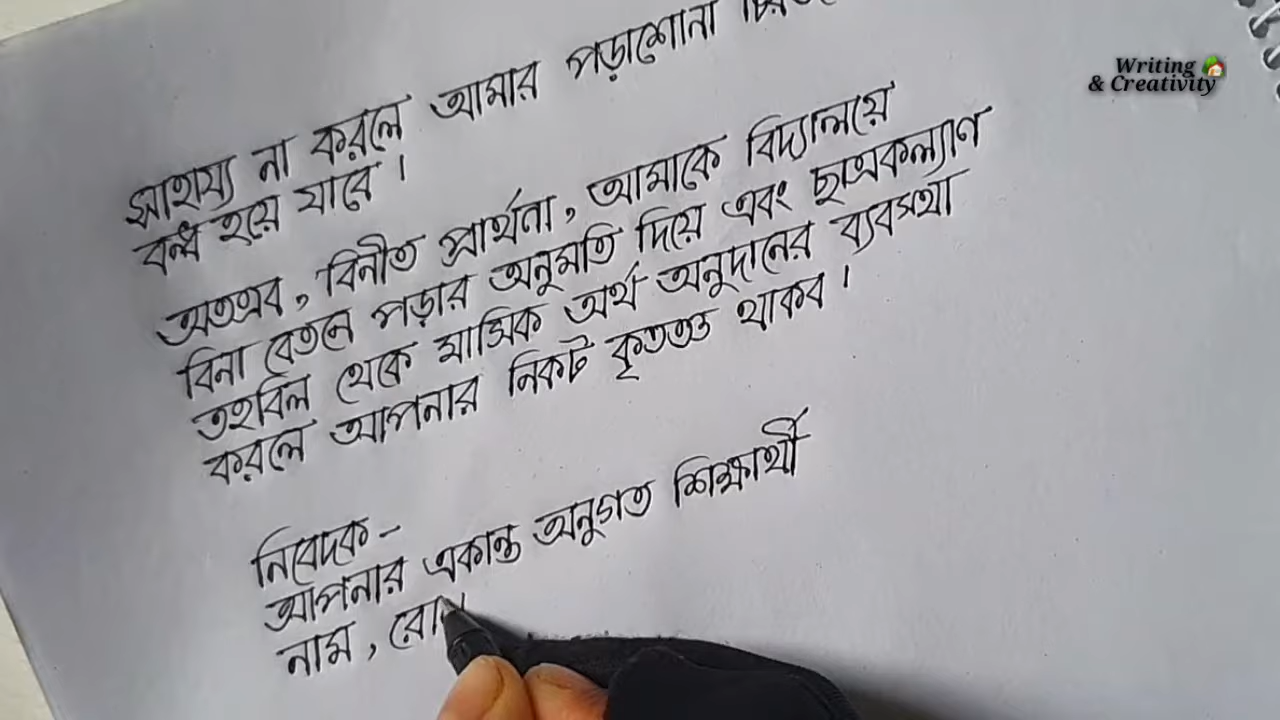 সাহায্য না করলে আমার পড়াশোনা
বন্ধ হয়ে যাবে।
অতএব, বিনীত প্রার্থনা, আমাকে বিদ্যালয়ে
বিনা বেতনে পড়ার অনুমতি দিয়ে এবং ছাত্রকল্যাণ
তহবিল থেকে মাসিক অর্থ অনুদানের ব্যবস্থা
করলে আপনার নিকট কৃতজ্ঞ থাকব।
নিবেদক-
আপনার একান্ত অনুগত শিক্ষার্থী
নাম,
Writing
& Creativity